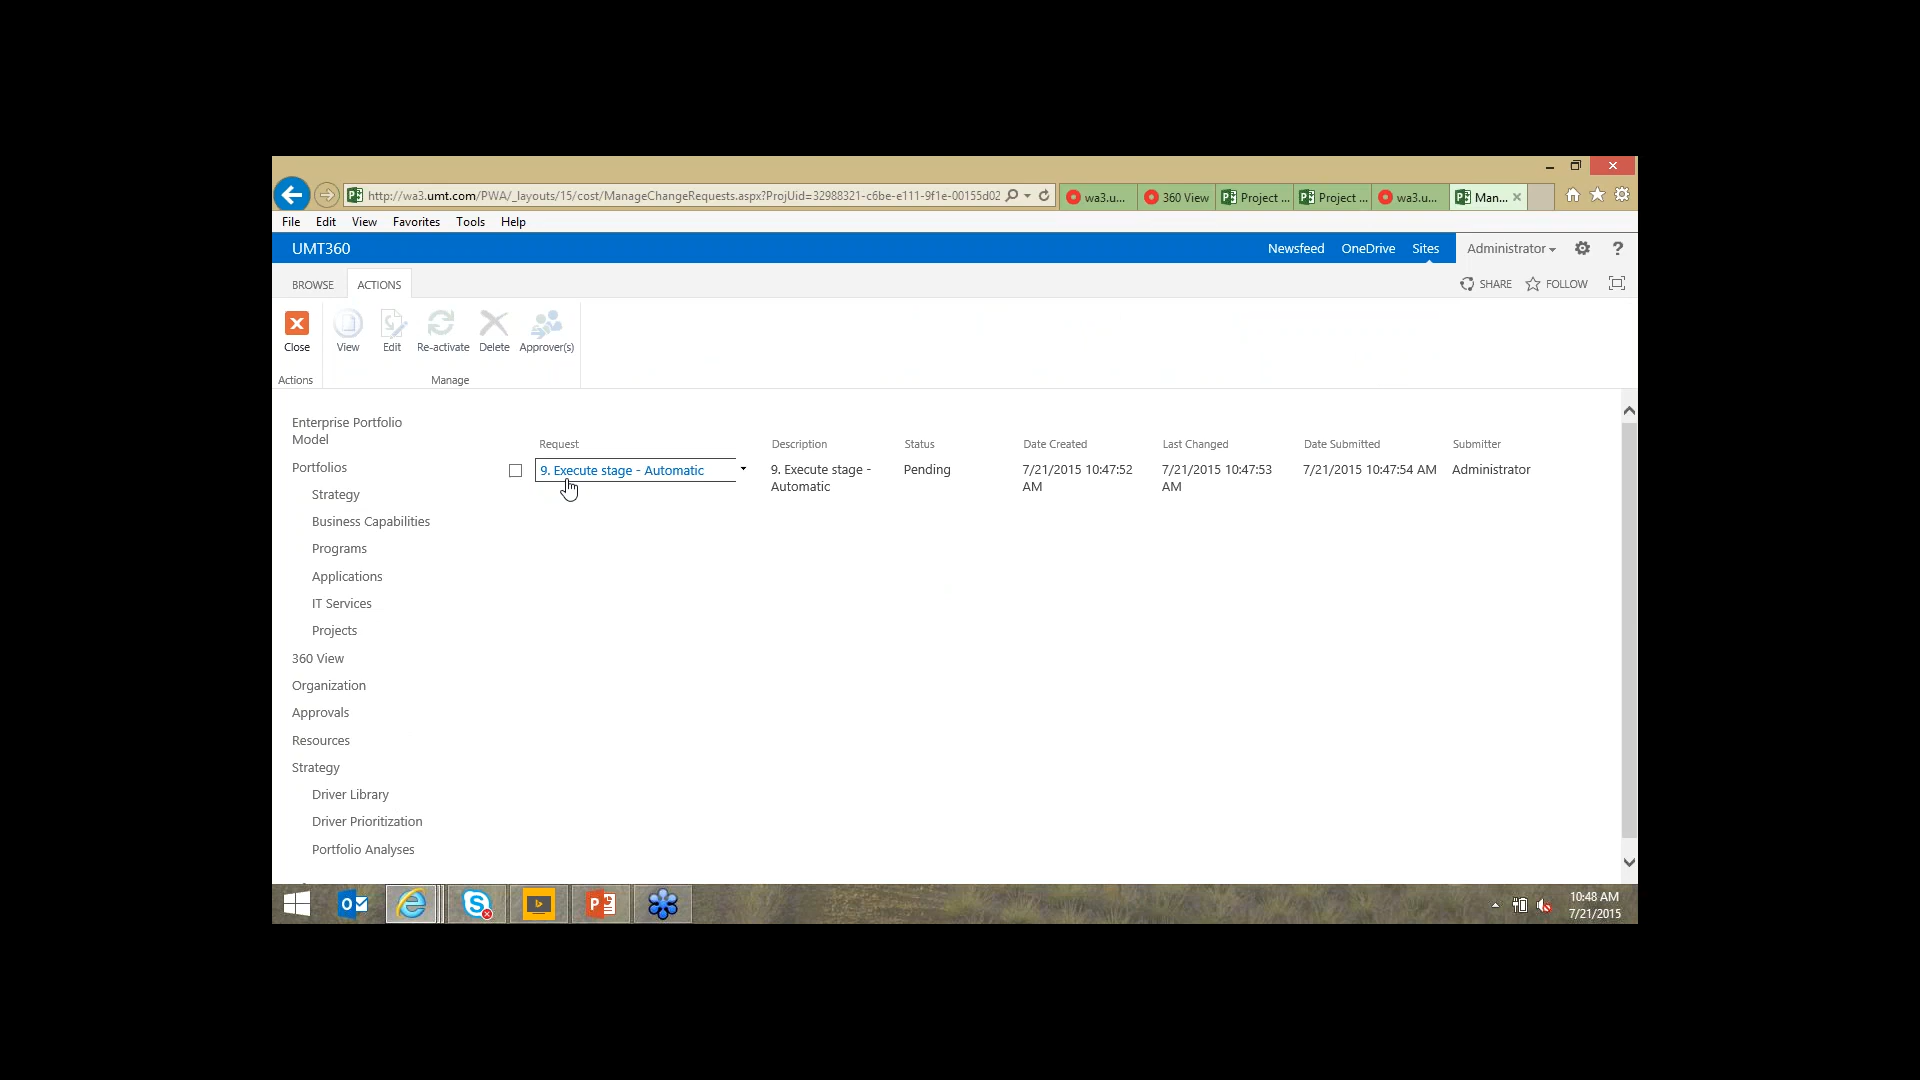 http://wa3.umt.com/PWA/_layouts/15/cost/ManageChangeRequests.aspx?ProjUid=32988321-c6be-e111-9f1e-00155d02
wa3.u...
360 View
Project ...
Project ...
wa3.u...
Man...
File Edit View Favorites Tools Help
UMT360
Newsfeed OneDrive Sites
Administrator
?
BROWSE ACTIONS
SHARE FOLLOW
Close
View Edit Re-activate Delete Approver(s)
Actions
Manage
Enterprise Portfolio
Model
Portfolios
Strategy
Business Capabilities
Programs
Applications
IT Services
Projects
360 View
Organization
Approvals
Resources
Strategy
Driver Library
Driver Prioritization
Portfolio Analyses
Request Description Status Date Created Last Changed Date Submitted Submitter
9. Execute stage - Automatic 9. Execute stage - Pending 7/21/2015 10:47:52 7/21/2015 10:47:53 7/21/2015 10:47:54 AM Administrator
Automatic AM AM
10:48 AM
7/21/2015